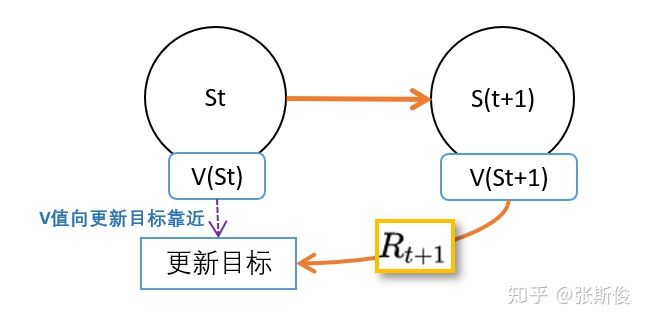 St
S(t+1)
V(St)
V(St+1)
V值向更新目标靠近
R_{t+1}
更新目标
知乎 @张斯俊